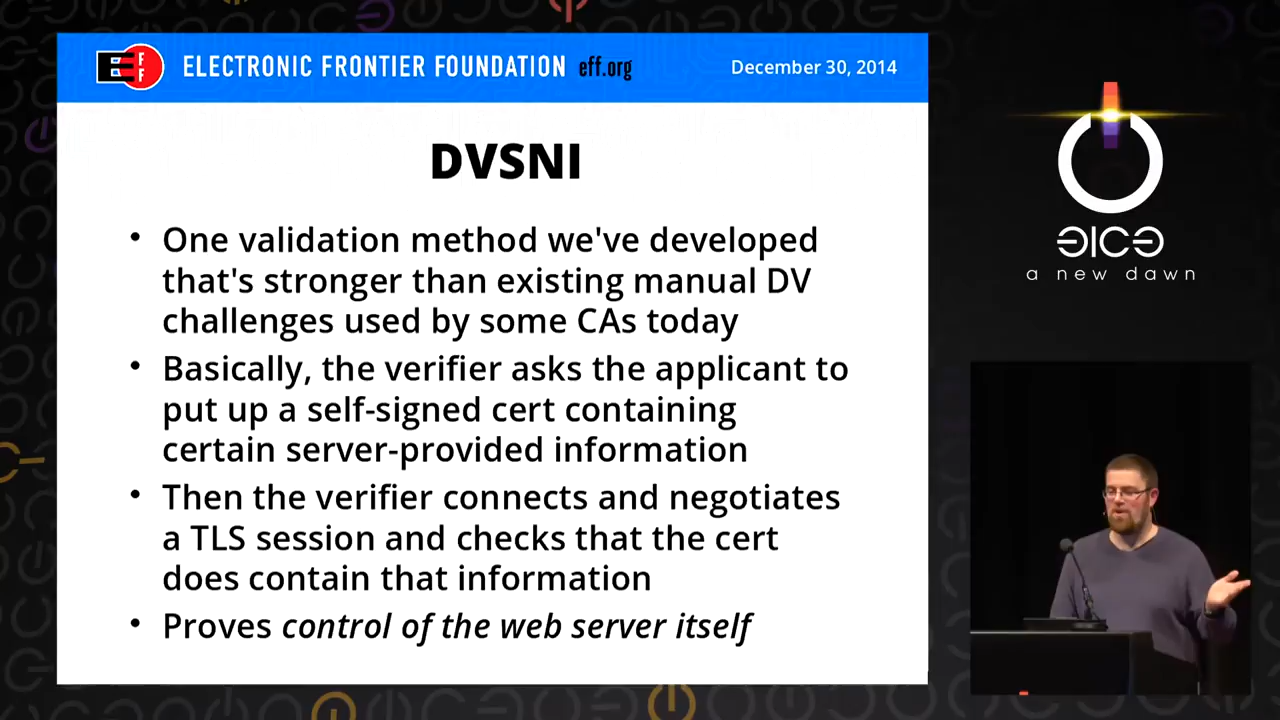 EFF
ELECTRONIC FRONTIER FOUNDATION eff.org
December 30, 2014
DVSNI
• One validation method we've developed
that's stronger than existing manual DV
challenges used by some CAs today
• Basically, the verifier asks the applicant to
put up a self-signed cert containing
certain server-provided information
• Then the verifier connects and negotiates
a TLS session and checks that the cert
does contain that information
• Proves control of the web server itself
a new dawn